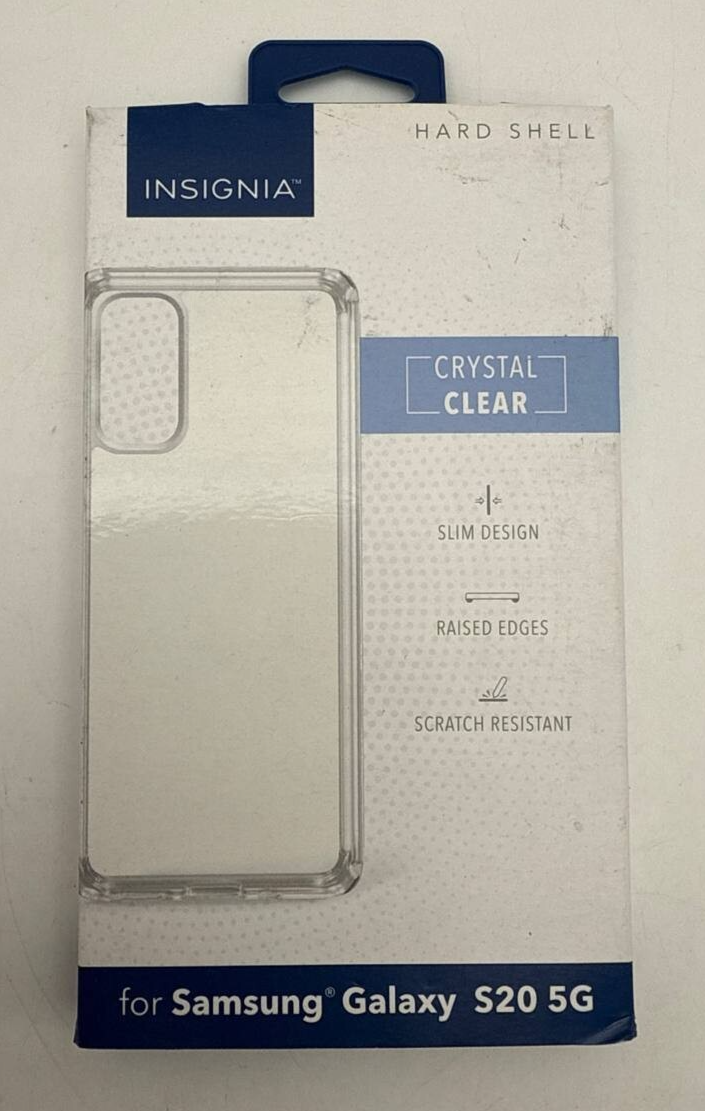 INSIGNIA™
HARD SHELL
CRYSTAL
CLEAR
SLIM DESIGN
RAISED EDGES
SCRATCH RESISTANT
for Samsung® Galaxy S20 5G